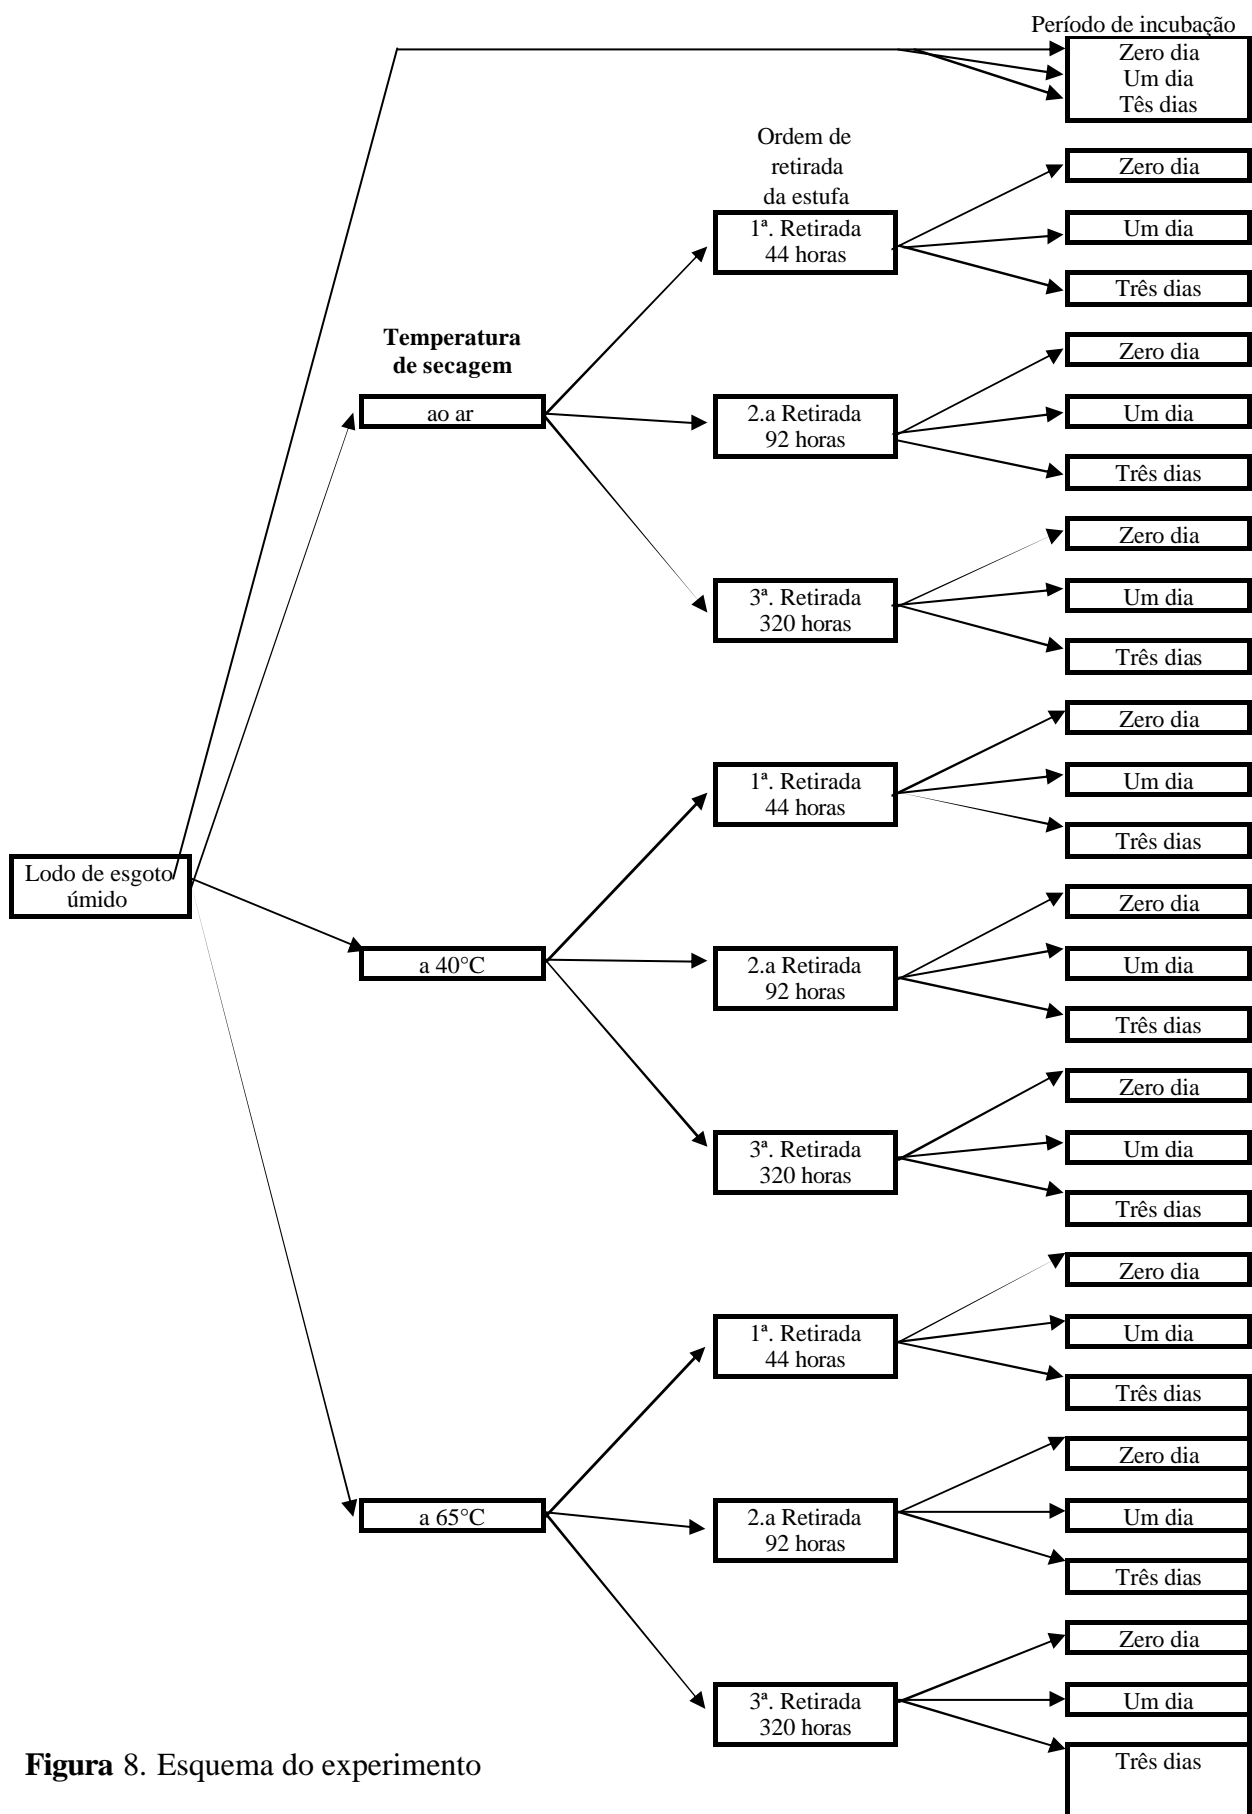 Período de incubação
Zero dia
Um dia
Tês dias
Ordem de
retirada
da estufa
1ª. Retirada
44 horas
Zero dia
Um dia
Três dias
Temperatura
de secagem
ao ar
2.a Retirada
92 horas
Zero dia
Um dia
Três dias
3ª. Retirada
320 horas
Zero dia
Um dia
Três dias
Lodo de esgoto
úmido
a 40°C
1ª. Retirada
44 horas
Zero dia
Um dia
Três dias
2.a Retirada
92 horas
Zero dia
Um dia
Três dias
3ª. Retirada
320 horas
Zero dia
Um dia
Três dias
a 65°C
1ª. Retirada
44 horas
Zero dia
Um dia
Três dias
2.a Retirada
92 horas
Zero dia
Um dia
Três dias
3ª. Retirada
320 horas
Zero dia
Um dia
Três dias
Figura 8. Esquema do experimento